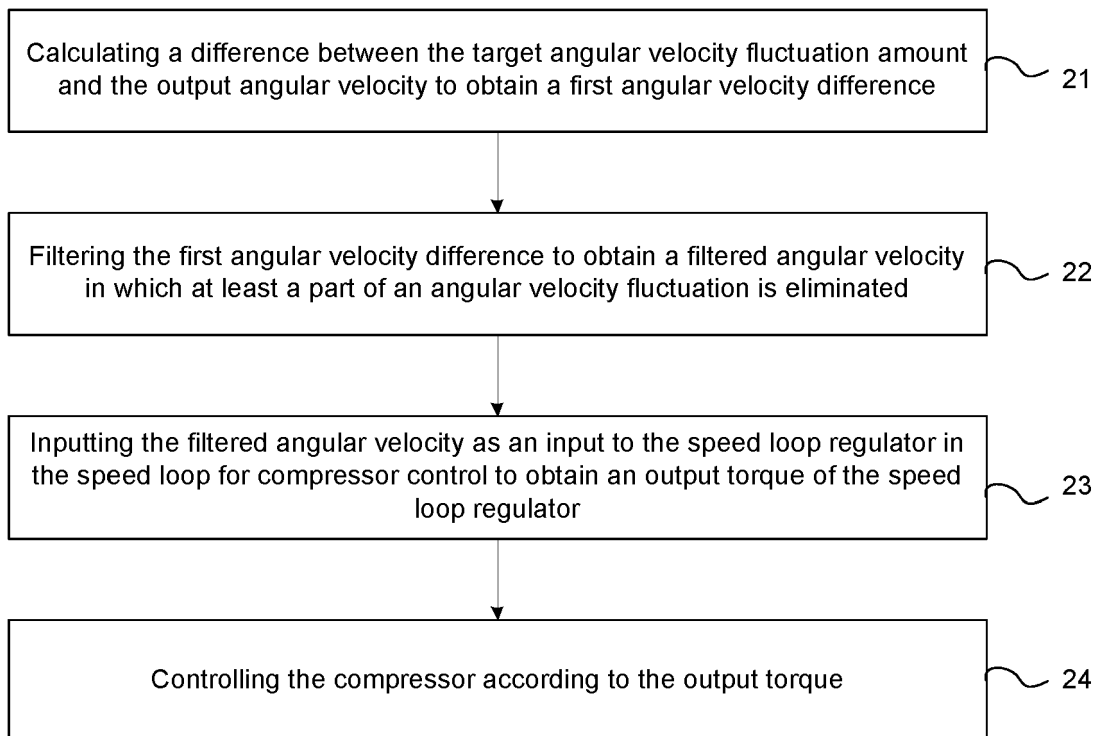 Calculating a difference between the target angular velocity fluctuation amount
and the output angular velocity to obtain a first angular velocity difference
21
Filtering the first angular velocity difference to obtain a filtered angular velocity
in which at least a part of an angular velocity fluctuation is eliminated
22
Inputting the filtered angular velocity as an input to the speed loop regulator in
the speed loop for compressor control to obtain an output torque of the speed
loop regulator
23
Controlling the compressor according to the output torque
24